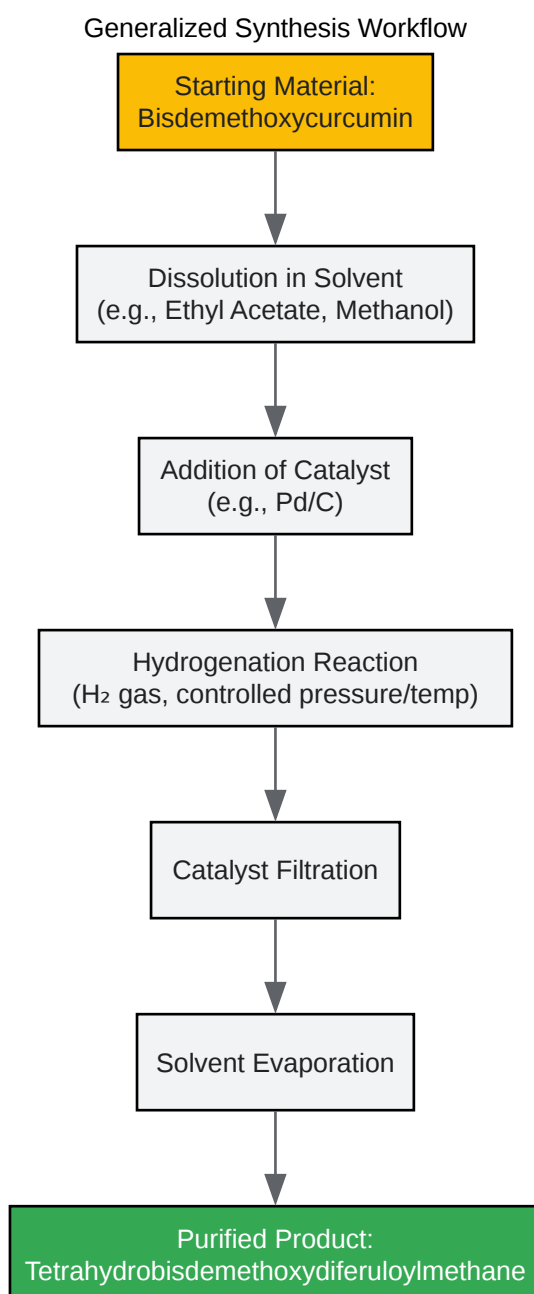 Generalized Synthesis Workflow
Starting Material:
Bisdemethoxycurcumin
Dissolution in Solvent
(e.g., Ethyl Acetate, Methanol)
Addition of Catalyst
(e.g., Pd/C)
Hydrogenation Reaction
(H₂ gas, controlled pressure/temp)
Catalyst Filtration
Solvent Evaporation
Purified Product:
Tetrahydrobisdemethoxydiferuloylmethane